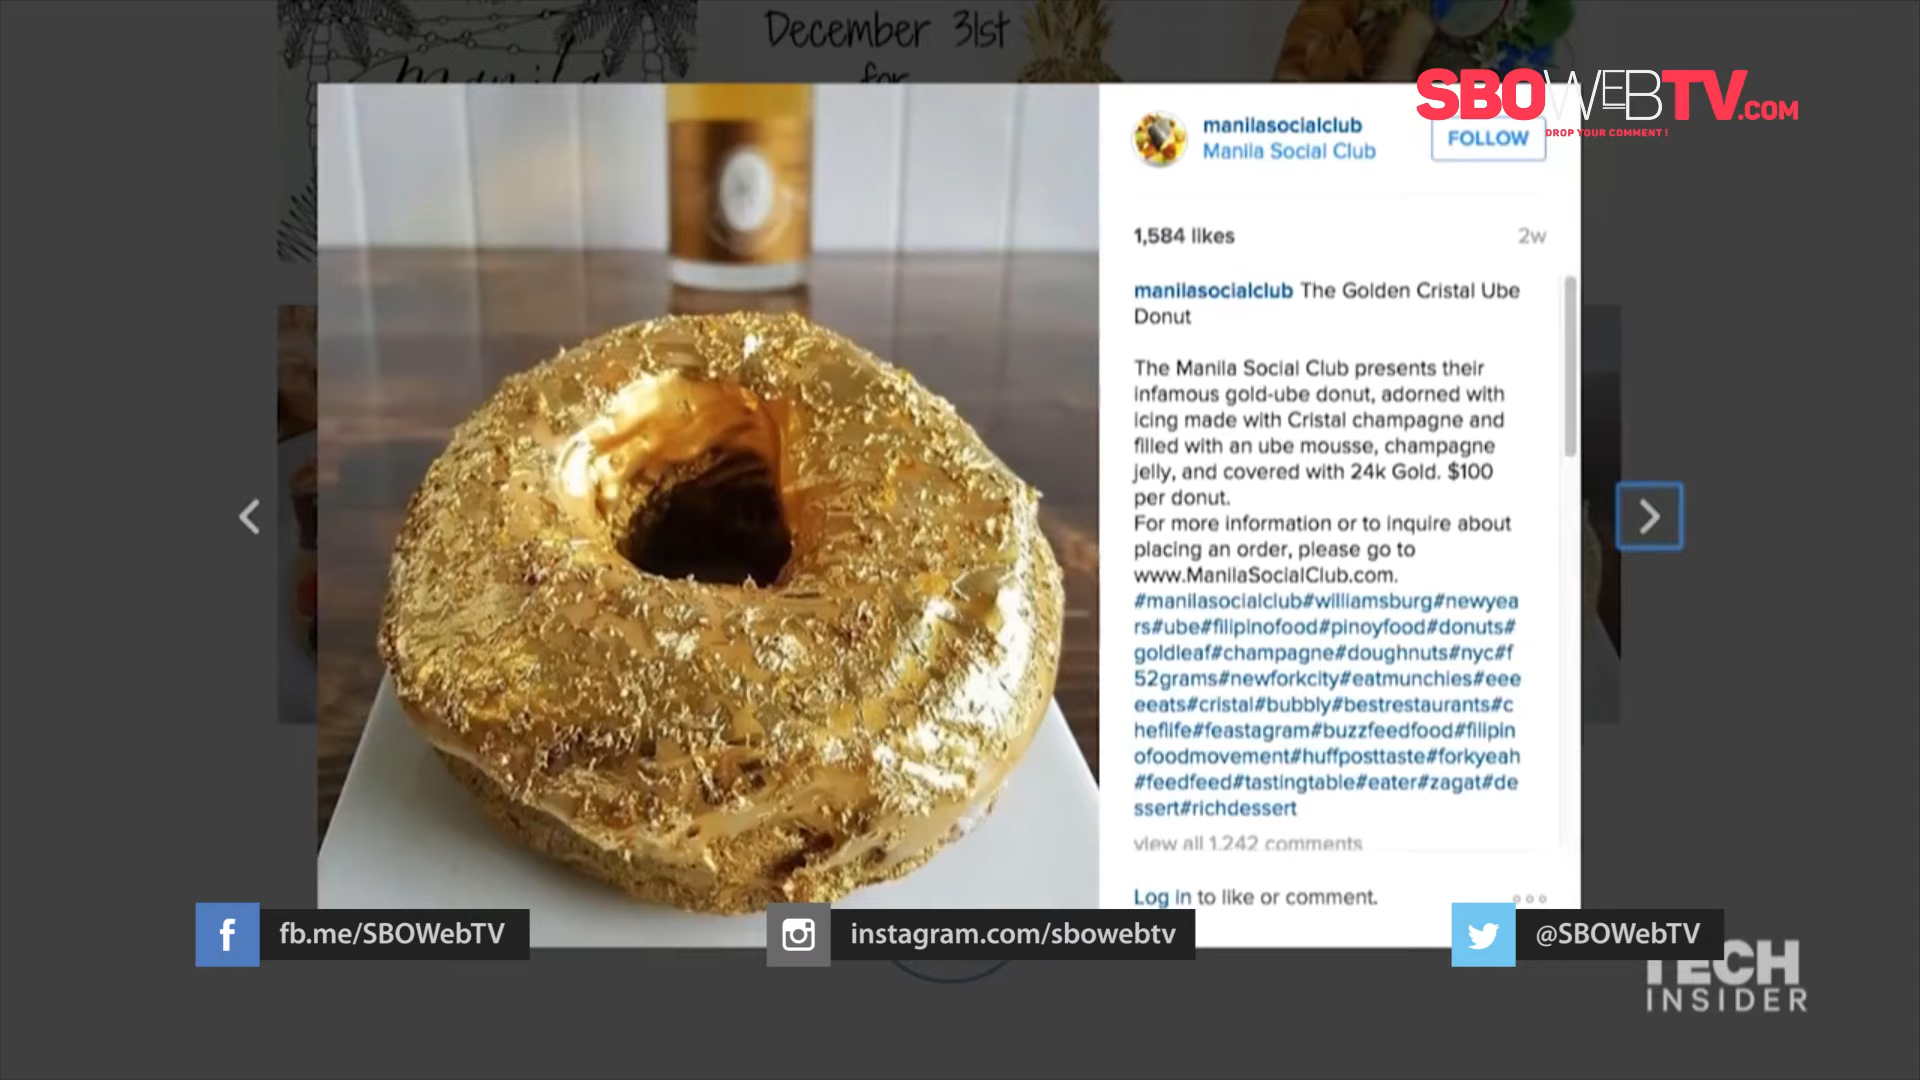 December 31st
for
manila
SBOWEBTV.COM
DROP YOUR COMMENT !
manilasocialclub
Manila Social Club
FOLLOW
1,584 likes
2w
manilasocialclub The Golden Cristal Ube
Donut
The Manila Social Club presents their
infamous gold-ube donut, adorned with
icing made with Cristal champagne and
filled with an ube mousse, champagne
jelly, and covered with 24k Gold. $100
per donut.
For more information or to inquire about
placing an order, please go to
www.ManilaSocialClub.com.
#manilasocialclub#williamsburg#newyea
rs#ube#filipinofood#pinoyfood#donuts#
goldleaf#champagne#doughnuts#nyc#f
52grams#newforkcity#eatmunchies#eee
eeats#cristal#bubbly#bestrestaurants#c
heflife#feastagram#buzzfeedfood#filipin
ofoodmovement#huffposttaste#forkyeah
#feedfeed#tastingtable#eater#zagat#de
ssert#richdessert
view all 1,242 comments
Log in to like or comment.
fb.me/SBOWebTV
instagram.com/sbowebtv
@SBOWebTV
TECH
INSIDER